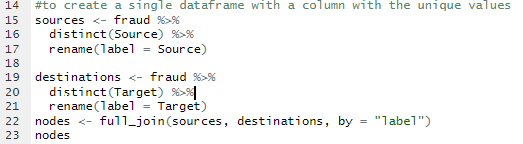 14 #to create a single dataframe with a column with the unique values
15 sources <- fraud %>%
16 distinct(Source) %>%
17 rename(label = Source)
18
19 destinations <- fraud %>%
20 distinct(Target) %>%
21 rename(label = Target)
22 nodes <- full_join(sources, destinations, by = "label")
23 nodes